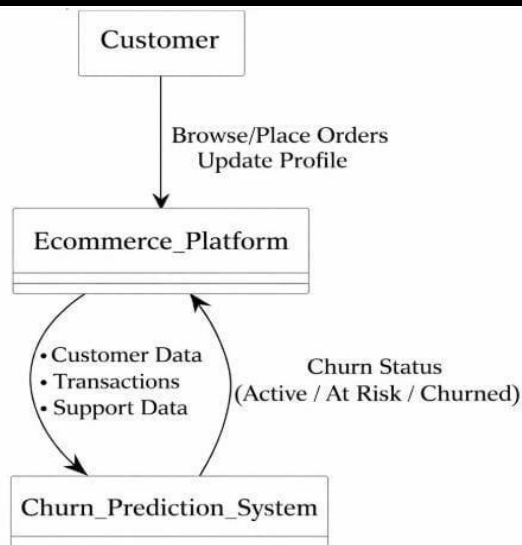 Customer
Browse/Place Orders
Update Profile
Ecommerce_Platform
• Customer Data
• Transactions
• Support Data
Churn Status
(Active / At Risk / Churned)
Churn_Prediction_System